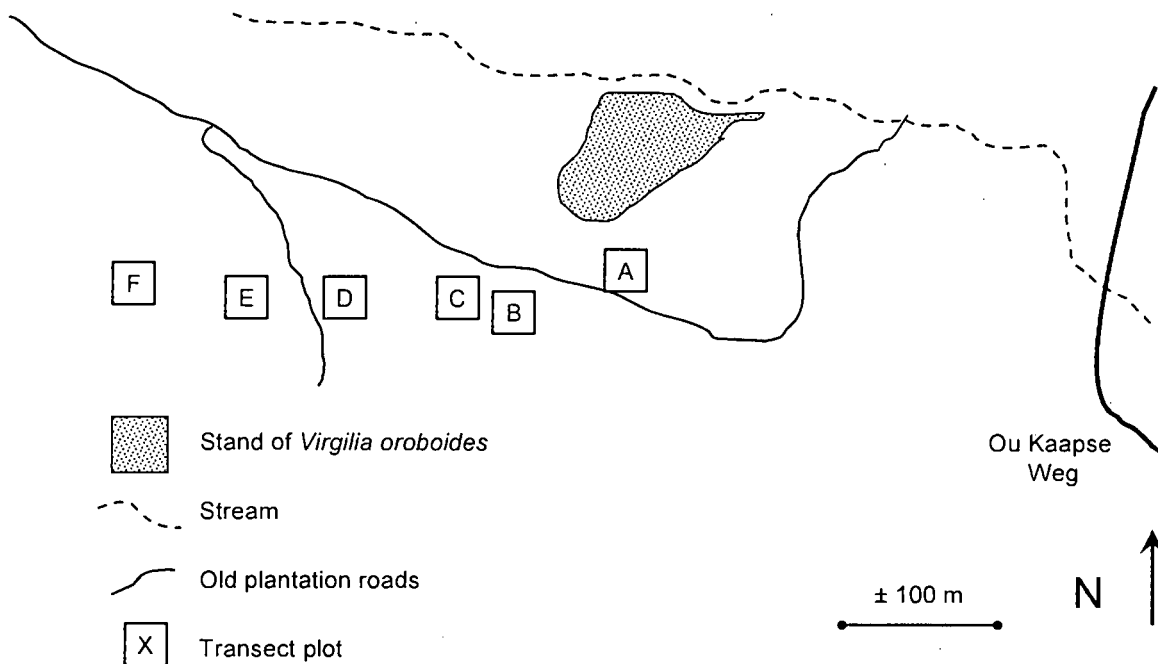 A
F
E
D
C
B
Stand of Virgilia oroboides
Ou Kaapse
Weg
Stream
Old plantation roads
± 100 m
N
X
Transect plot